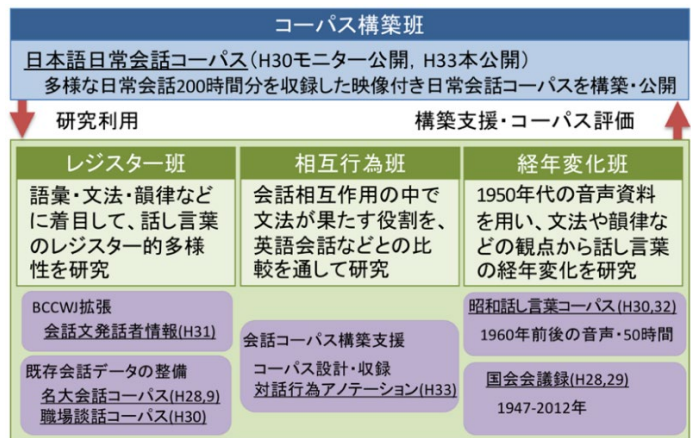 コーパス構築班
日本語日常会話コーパス(H30モニター公開, H33本公開)
多様な日常会話200時間分を収録した映像付き日常会話コーパスを構築・公開
研究利用
構築支援・コーパス評価
レジスター班
語彙・文法・韻律など
に着目して、話し言葉
のレジスター的多様
性を研究
BCCWJ拡張
会話文発話者情報(H31)
既存会話データの整備
名大会話コーパス(H28,9)
職場談話コーパス(H30)
相互行為班
会話相互作用の中で
文法が果たす役割を、
英語会話などとの比
較を通して研究
会話コーパス構築支援
コーパス設計・収録
対話行為アノテーション(H33)
経年変化班
1950年代の音声資料
を用い、文法や韻律な
どの観点から話し言葉
の経年変化を研究
昭和話し言葉コーパス(H30,32)
1960年前後の音声・50時間
国会会議録(H28,29)
1947-2012年